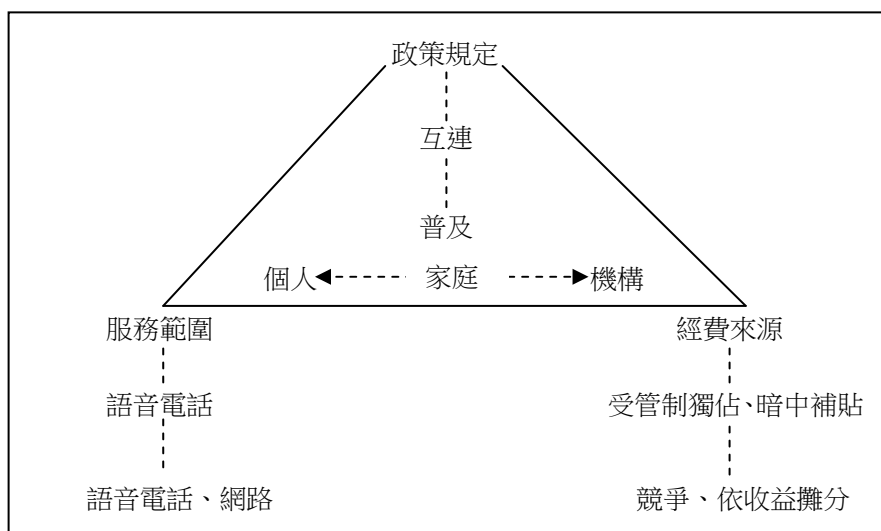 政策規定
互連
普及
個人 家庭 機構
服務範圍 經費來源
語音電話 受管制獨佔、暗中補貼
語音電話、網路 競爭、依收益攤分